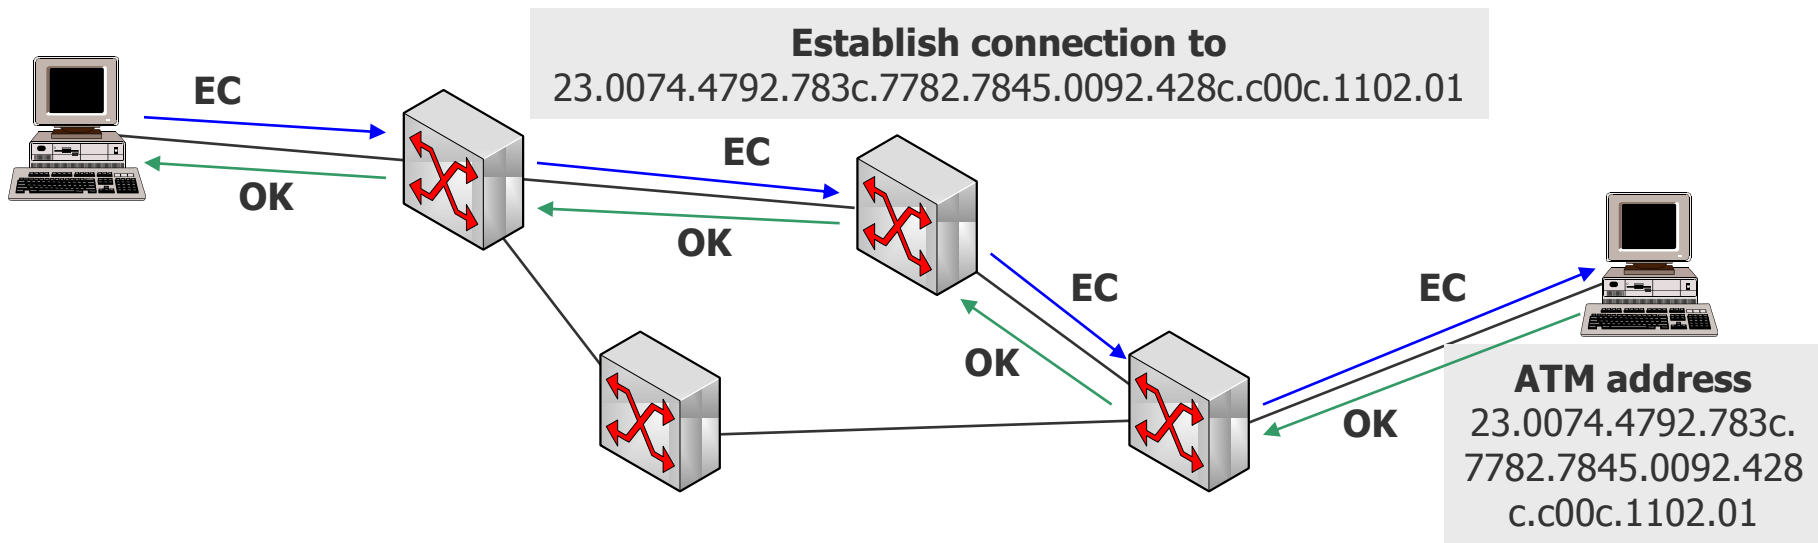 Establish connection to
23.0074.4792.783c.7782.7845.0092.428c.c00c.1102.01
EC
EC
OK
OK
EC
EC
OK
ATM address
OK
23.0074.4792.783c.
7782.7845.0092.428
c.c00c.1102.01